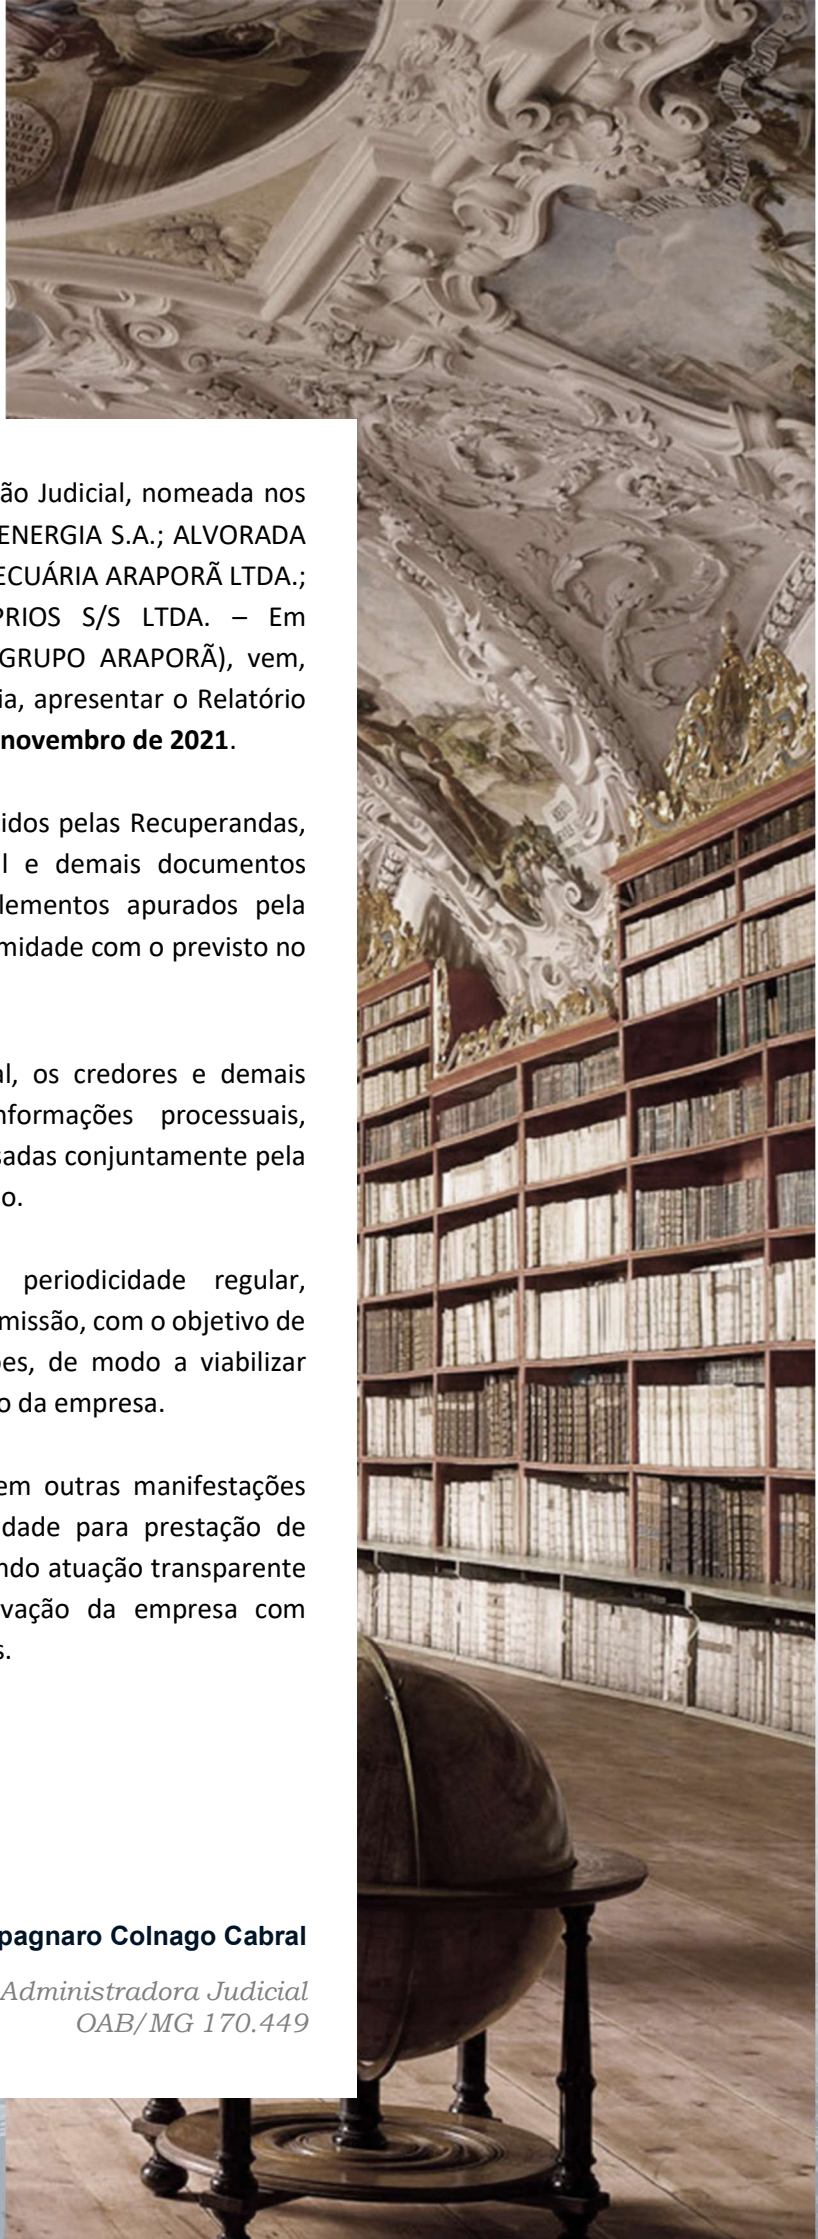 ão Judicial, nomeada nos
ENERGIA S.A.; ALVORADA
ECUÁRIA ARAPORÃ LTDA.;
PRIOS S/S LTDA. – Em
GRUPO ARAPORÃ), vem,
ia, apresentar o Relatório
novembro de 2021.
idos pelas Recuperandas,
l e demais documentos
lementos apurados pela
midade com o previsto no
al, os credores e demais
nformações processuais,
sadas conjuntamente pela
o.
periodicidade regular,
missão, com o objetivo de
ões, de modo a viabilizar
o da empresa.
em outras manifestações
idade para prestação de
ndo atuação transparente
vação da empresa com
s.
pagnaro Colnago Cabral
Administradora Judicial
OAB/MG 170.449